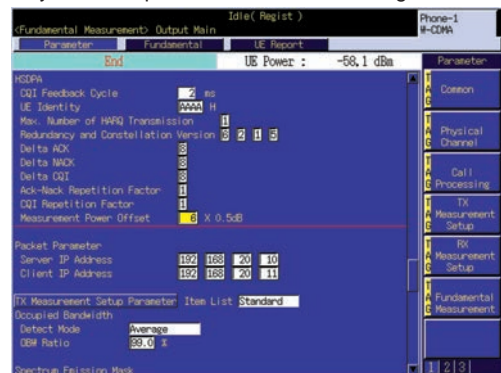 Idle( Regist )
Phone-1
<Fundamental Measurement> Output Main
W-CDMA
Parameter Fundamental UE Report
End UE Power : -58.1 dBm Parameter
HSDPA
CQI Feedback Cycle 2 ms
UE Identity AAAA H
Max. Number of HARQ Transmission 1
Redundancy and Constellation Version 6 2 1 5
Delta ACK 8
Delta NACK 8
Delta CQI 8
Ack-Nack Repetition Factor 1
CQI Repetition Factor 1
Measurement Power Offset 6 X 0.5dB
Packet Parameter
Server IP Address 192 168 20 10
Client IP Address 192 168 20 11
TX Measurement Setup Parameter Item List Standard
Occupied Bandwidth
Detect Mode Average
OBW Ratio 99.0 %
Spectrum Emission Mask
TAG Common
TAG Physical Channel
TAG Call Processing
TAG TX Measurement Setup
TAG RX Measurement Setup
TAG Fundamental Measurement
1 2 3